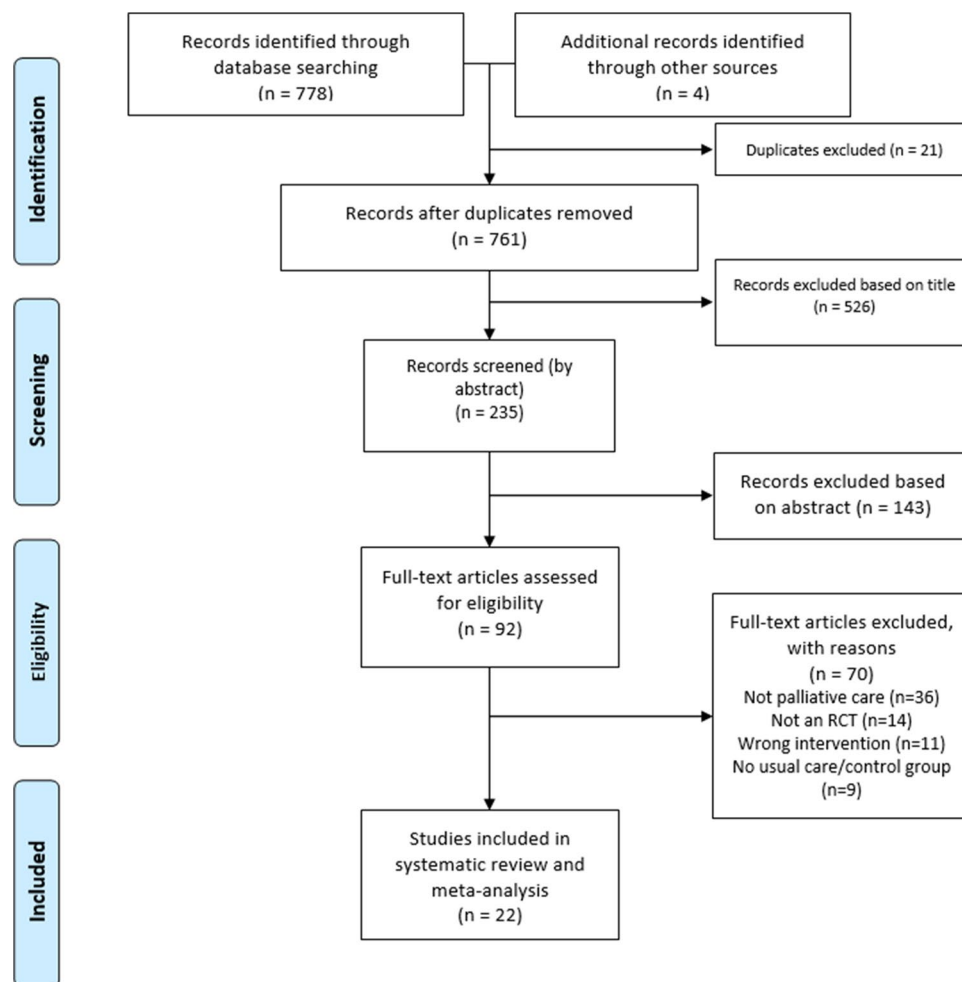 Records identified through
database searching
(n = 778)
Additional records identified
through other sources
(n = 4)
Identification
Duplicates excluded (n = 21)
Records after duplicates removed
(n = 761)
Records excluded based on title
(n = 526)
Screening
Records screened (by
abstract)
(n = 235)
Records excluded based
on abstract (n = 143)
Eligibility
Full-text articles assessed
for eligibility
(n = 92)
Full-text articles excluded,
with reasons
(n = 70)
Not palliative care (n=36)
Not an RCT (n=14)
Wrong intervention (n=11)
No usual care/control group
(n=9)
Included
Studies included in
systematic review and
meta-analysis
(n = 22)